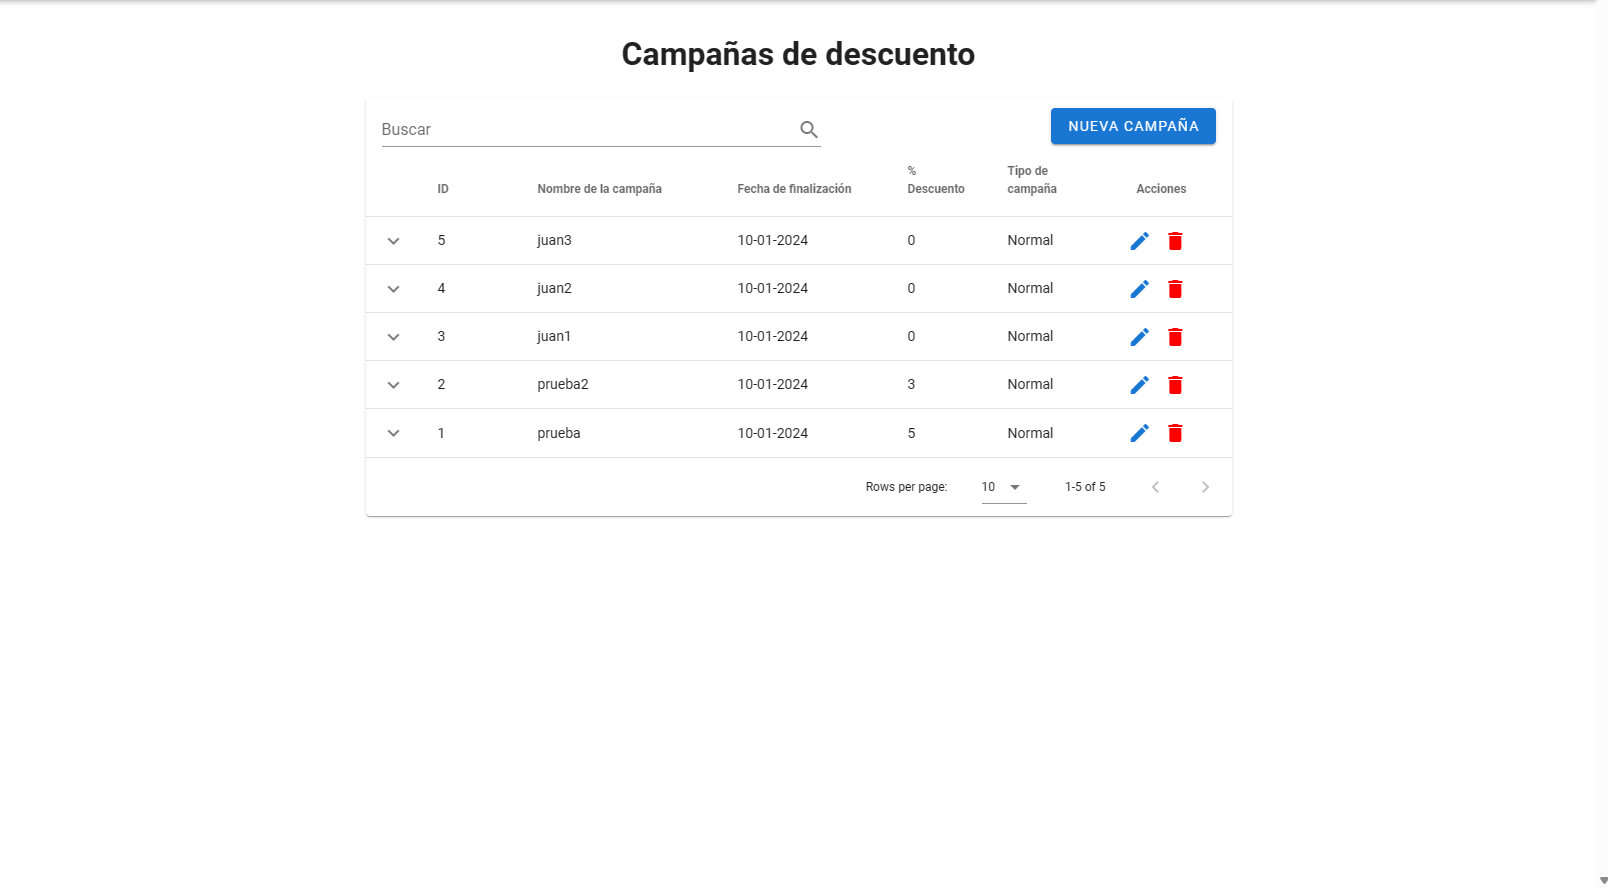 Campañas de descuento
Buscar
NUEVA CAMPAÑA
ID Nombre de la campaña Fecha de finalización % Descuento Tipo de campaña Acciones
5 juan3 10-01-2024 0 Normal
4 juan2 10-01-2024 0 Normal
3 juan1 10-01-2024 0 Normal
2 prueba2 10-01-2024 3 Normal
1 prueba 10-01-2024 5 Normal
Rows per page: 10 1-5 of 5